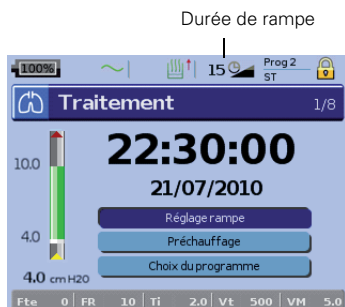 Durée de rampe
100% 15 Prog 2
ST
Traitement 1/8
10.0
22:30:00
21/07/2010
Réglage rampe
4.0
Préchauffage
Choix du programme
4.0 cm H2O
Fte 0 FR 10 Ti 2.0 Vt 500 VM 5.0